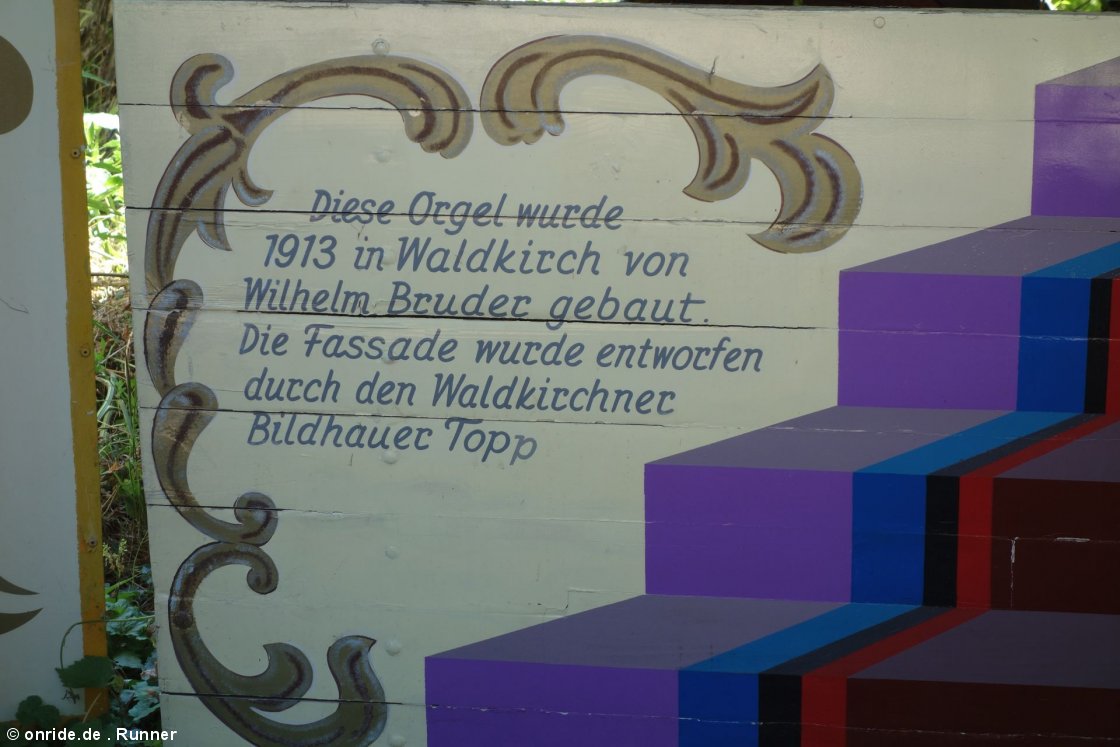 Diese Orgel wurde
1913 in Waldkirch von
Wilhelm Bruder gebaut.
Die Fassade wurde entworfen
durch den Waldkirchner
Bildhauer Topp
© onride.de . Runner